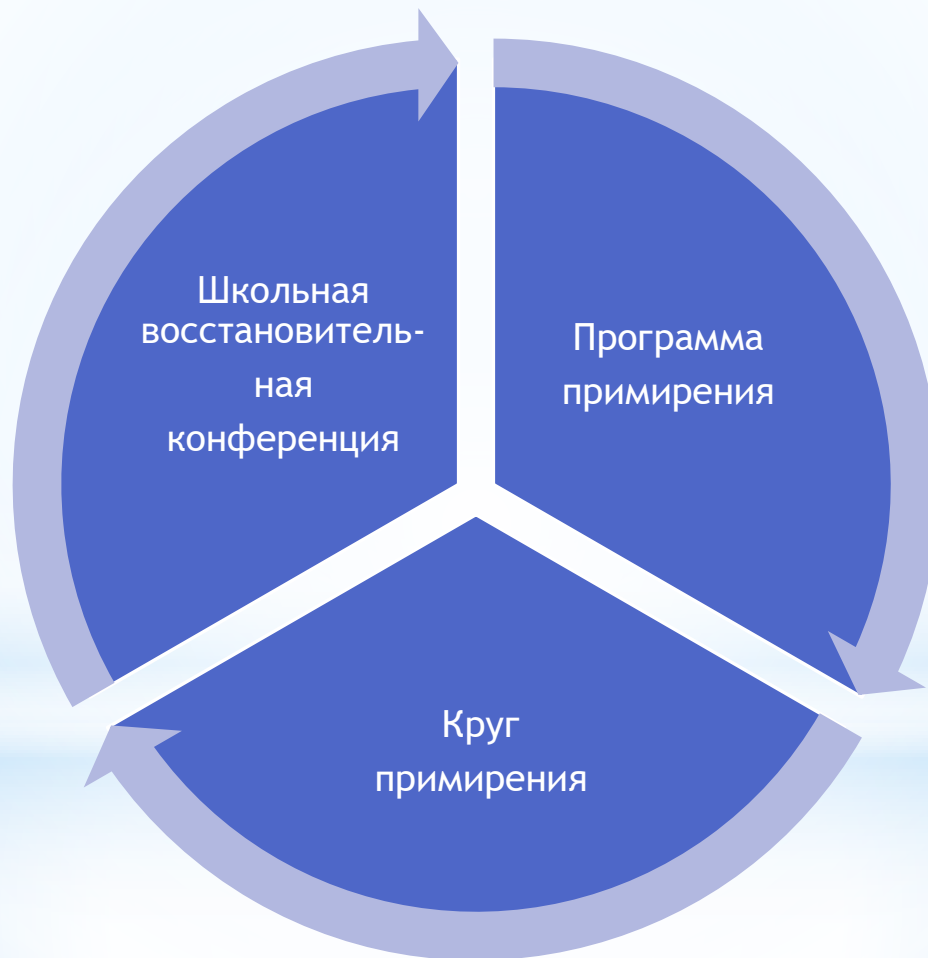 Школьная
восстановитель-
ная
конференция
Программа
примирения
Круг
примирения